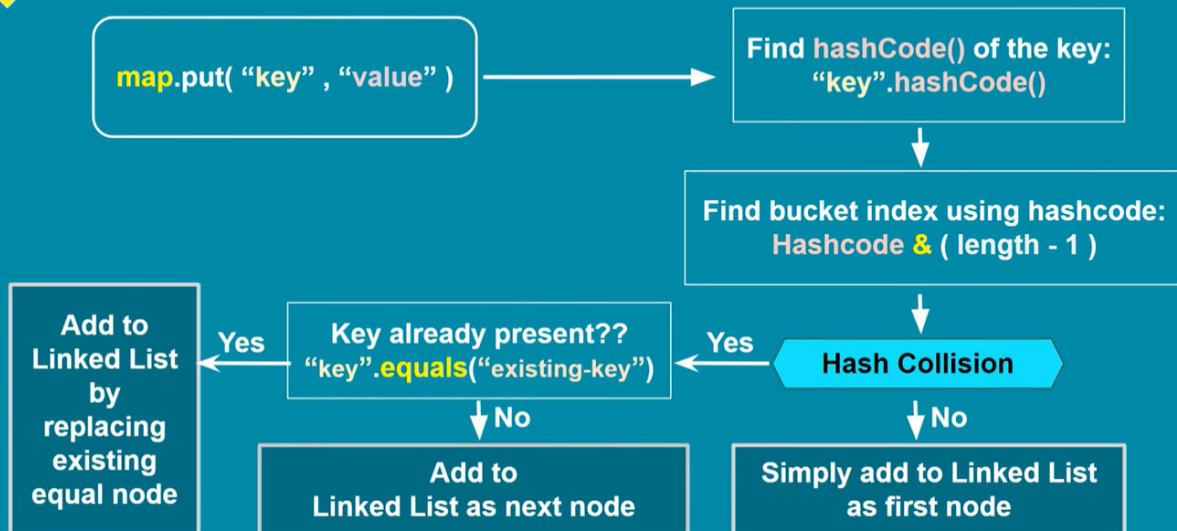 map.put( “key” , “value” )
Find hashCode() of the key:
“key”.hashCode()
Find bucket index using hashcode:
Hashcode & ( length - 1 )
Hash Collision
Yes
No
Key already present??
“key”.equals(“existing-key”)
Yes
No
Add to
Linked List
by
replacing
existing
equal node
Add to
Linked List as next node
Simply add to Linked List
as first node